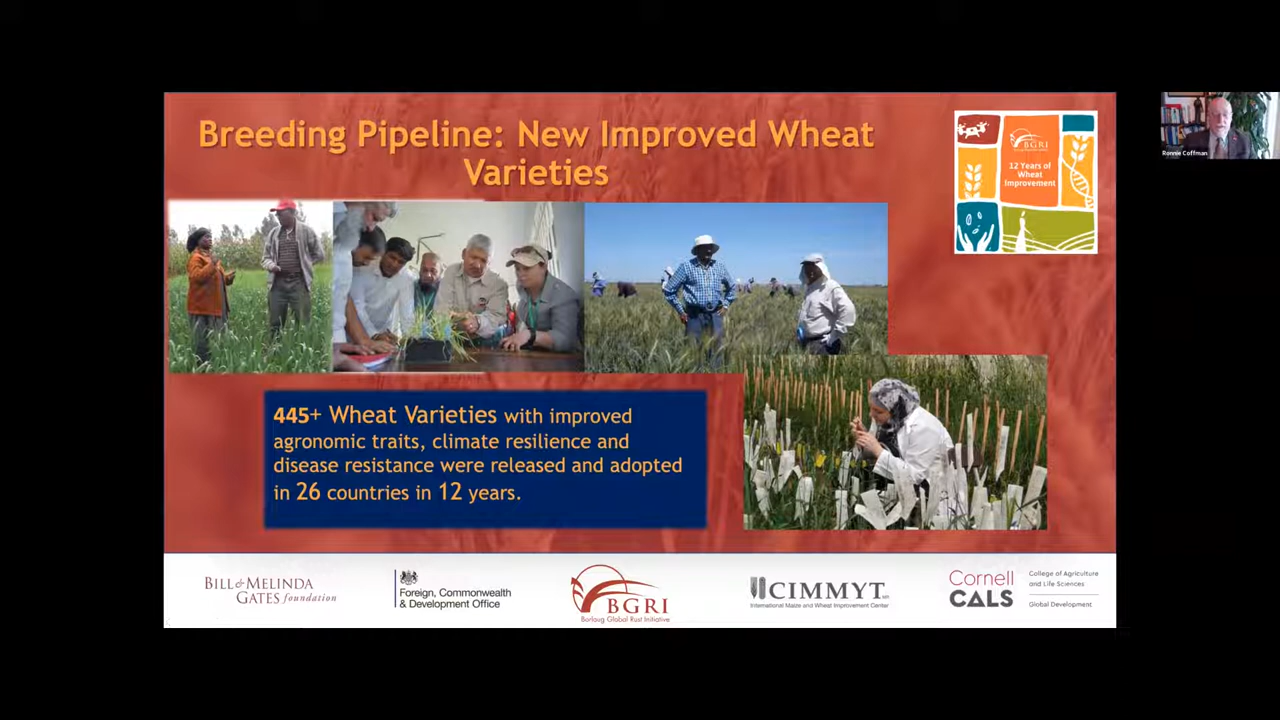 Breeding Pipeline: New Improved Wheat
Varieties
BGRI
12 Years of
Wheat
Improvement
Ronnie Coffman
445+ Wheat Varieties with improved
agronomic traits, climate resilience and
disease resistance were released and adopted
in 26 countries in 12 years.
BILL & MELINDA
GATES foundation
Foreign, Commonwealth
& Development Office
BGRI
Borlaug Global Rust Initiative
CIMMYT
International Maize and Wheat Improvement Center
Cornell
CALS
College of Agriculture
and Life Sciences
Global Development